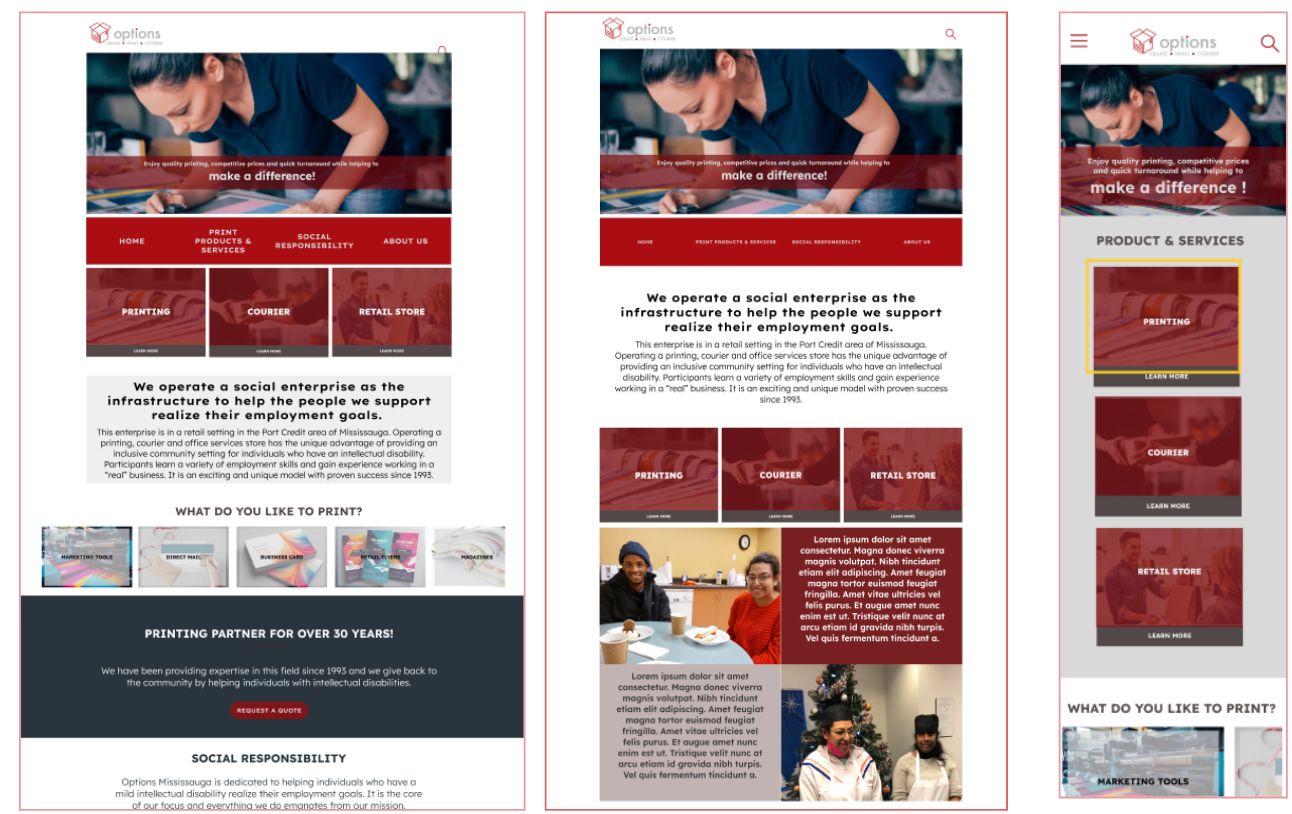 options
CREATE • PRINT • COURIER
Enjoy quality printing, competitive prices and quick turnaround while helping to
make a difference!
HOME
PRINT
PRODUCTS &
SERVICES
SOCIAL
RESPONSIBILITY
ABOUT US
PRINTING
COURIER
RETAIL STORE
LEARN MORE
LEARN MORE
LEARN MORE
We operate a social enterprise as the
infrastructure to help the people we support
realize their employment goals.
This enterprise is in a retail setting in the Port Credit area of Mississauga. Operating a
printing, courier and office services store has the unique advantage of providing an
inclusive community setting for individuals who have an intellectual disability.
Participants learn a variety of employment skills and gain experience working in a
"real" business. It is an exciting and unique model with proven success since 1993.
WHAT DO YOU LIKE TO PRINT?
MARKETING TOOLS
DIRECT MAIL
BUSINESS CARD
RETAIL FLYERS
MAGAZINES
PRINTING PARTNER FOR OVER 30 YEARS!
We have been providing expertise in this field since 1993 and we give back to
the community by helping individuals with intellectual disabilities.
REQUEST A QUOTE
SOCIAL RESPONSIBILITY
Options Mississauga is dedicated to helping individuals who have a
mild intellectual disability realize their employment goals. It is the core
of our focus and everything we do emanates from our mission.
options
CREATE • PRINT • COURIER
Enjoy quality printing, competitive prices and quick turnaround while helping to
make a difference!
HOME
PRINT PRODUCTS & SERVICES
SOCIAL RESPONSIBILITY
ABOUT US
We operate a social enterprise as the
infrastructure to help the people we support
realize their employment goals.
This enterprise is in a retail setting in the Port Credit area of Mississauga.
Operating a printing, courier and office services store has the unique advantage of
providing an inclusive community setting for individuals who have an intellectual
disability. Participants learn a variety of employment skills and gain experience
working in a "real" business. It is an exciting and unique model with proven success
since 1993.
PRINTING
COURIER
RETAIL STORE
LEARN MORE
LEARN MORE
LEARN MORE
Lorem ipsum dolor sit amet
consectetur. Magna donec viverra
magnis volutpat. Nibh tincidunt
etiam elit adipiscing. Amet feugiat
magna tortor euismod feugiat
fringilla. Amet vitae ultricies vel
felis purus. Et augue amet nunc
enim est ut. Tristique velit nunc at
arcu etiam id gravida nibh turpis.
Vel quis fermentum tincidunt a.
Lorem ipsum dolor sit amet
consectetur. Magna donec viverra
magnis volutpat. Nibh tincidunt
etiam elit adipiscing. Amet feugiat
magna tortor euismod feugiat
fringilla. Amet vitae ultricies vel
felis purus. Et augue amet nunc
enim est ut. Tristique velit nunc at
arcu etiam id gravida nibh turpis.
Vel quis fermentum tincidunt a.
options
CREATE • PRINT • COURIER
Enjoy quality printing, competitive prices
and quick turnaround while helping to
make a difference !
PRODUCT & SERVICES
PRINTING
LEARN MORE
COURIER
LEARN MORE
RETAIL STORE
LEARN MORE
WHAT DO YOU LIKE TO PRINT?
MARKETING TOOLS